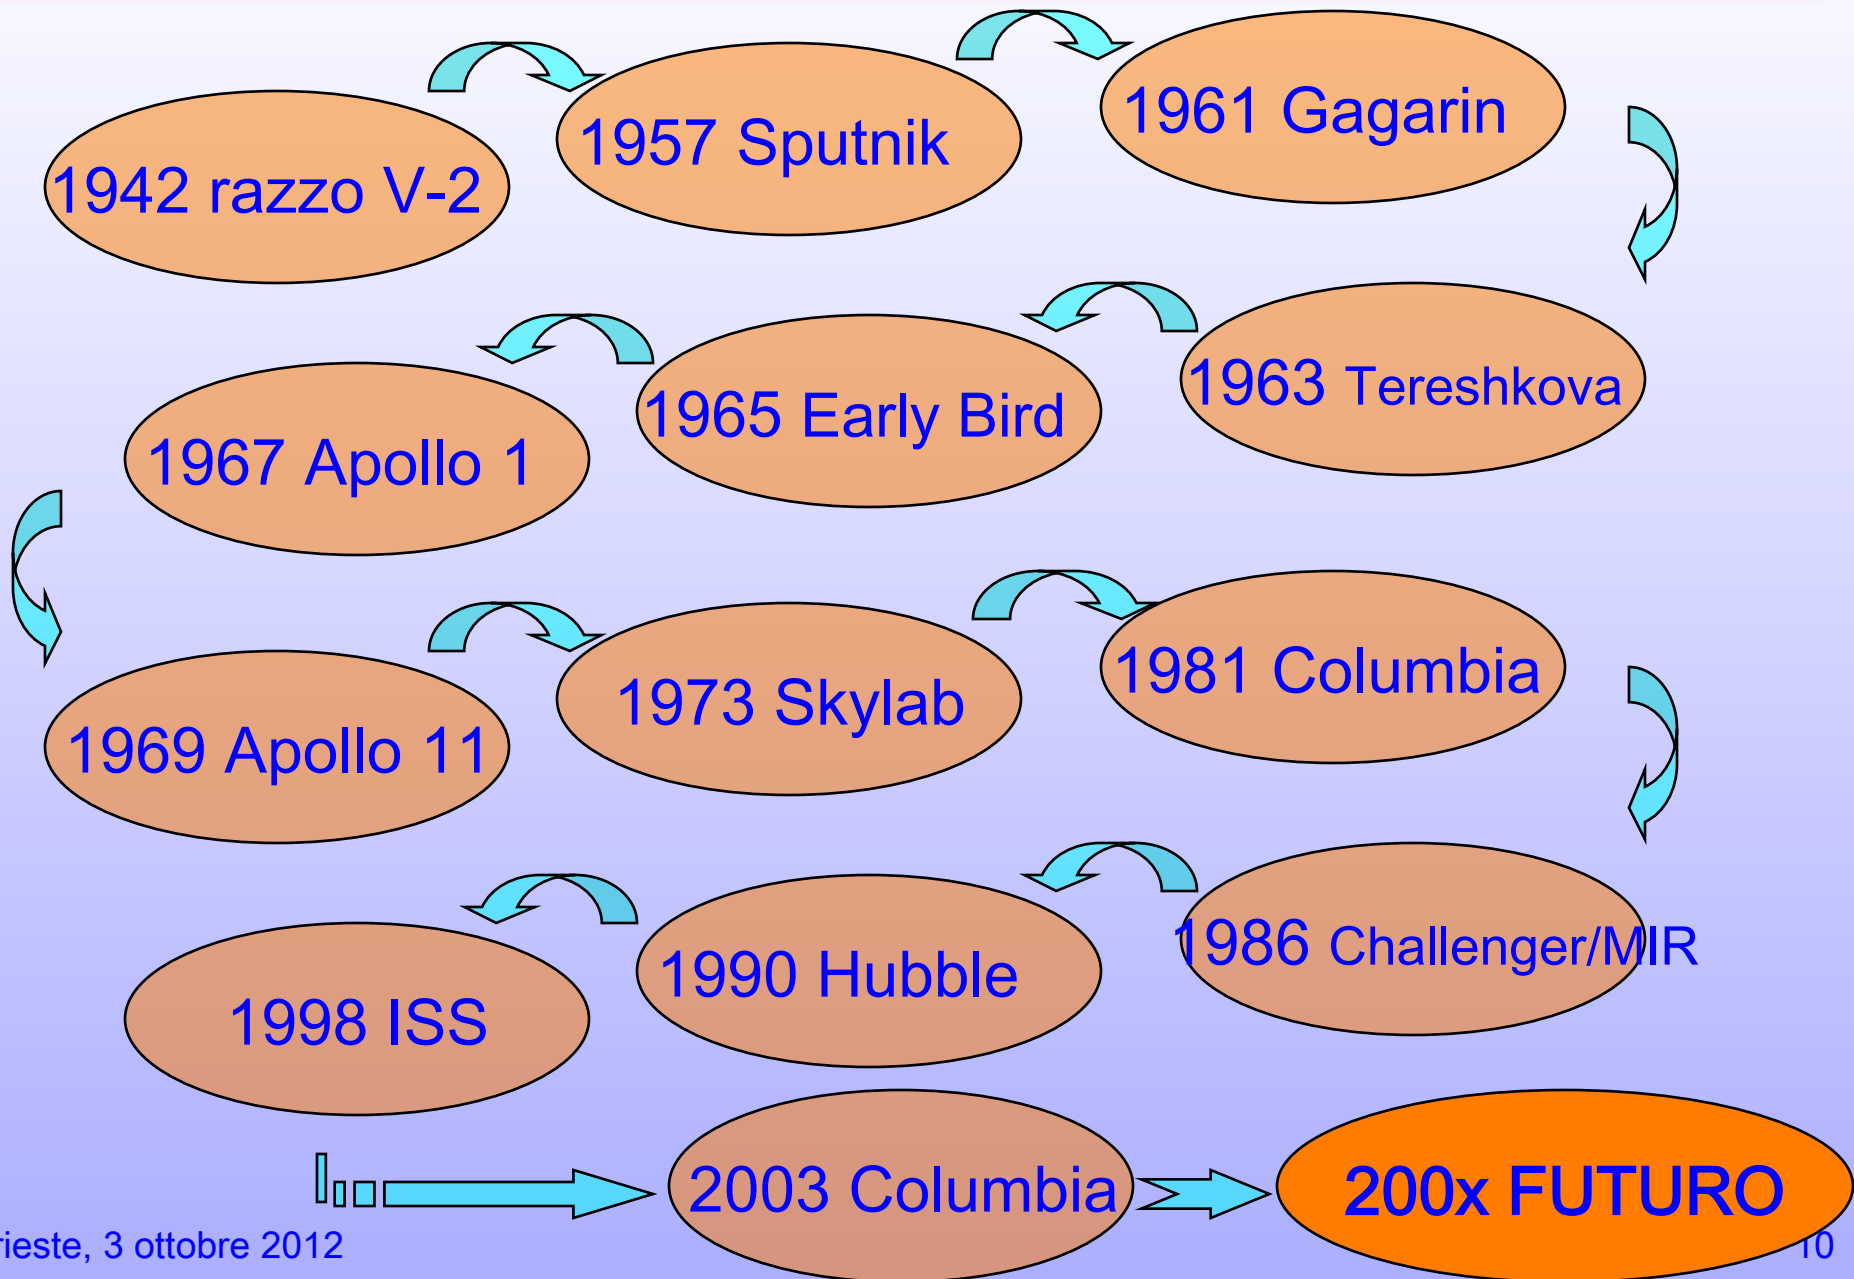 1942 razzo V-2
1957 Sputnik
1961 Gagarin
1963 Tereshkova
1965 Early Bird
1967 Apollo 1
1969 Apollo 11
1973 Skylab
1981 Columbia
1986 Challenger/MIR
1990 Hubble
1998 ISS
2003 Columbia
200x FUTURO
rieste, 3 ottobre 2012
10